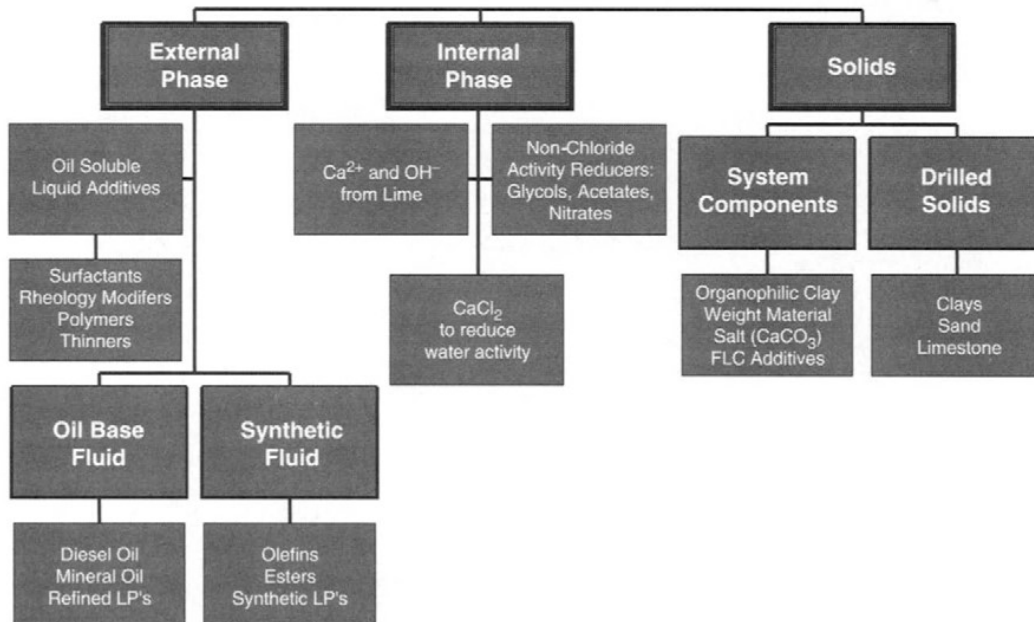 External
Phase
Internal
Phase
Solids
Oil Soluble
Liquid Additives
Ca²⁺ and OH⁻
from Lime
Non-Chloride
Activity Reducers:
Glycols, Acetates,
Nitrates
System
Components
Drilled
Solids
Surfactants
Rheology Modifers
Polymers
Thinners
CaCl₂
to reduce
water activity
Organophilic Clay
Weight Material
Salt (CaCO₃)
FLC Additives
Clays
Sand
Limestone
Oil Base
Fluid
Synthetic
Fluid
Diesel Oil
Mineral Oil
Refined LP's
Olefins
Esters
Synthetic LP's